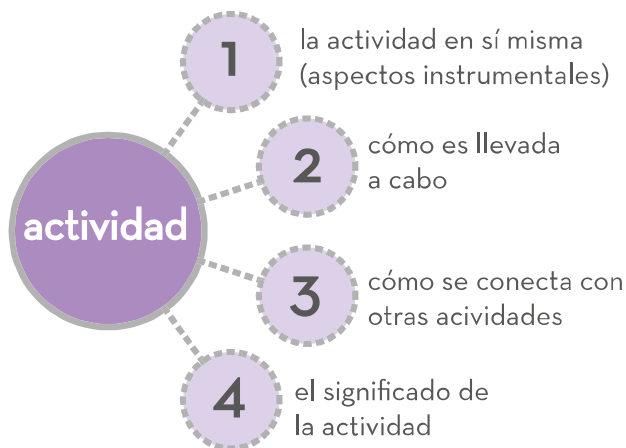 actividad
1
la actividad en sí misma
(aspectos instrumentales)
2
cómo es llevada
a cabo
3
cómo se conecta con
otras acividades
4
el significado de
la actividad